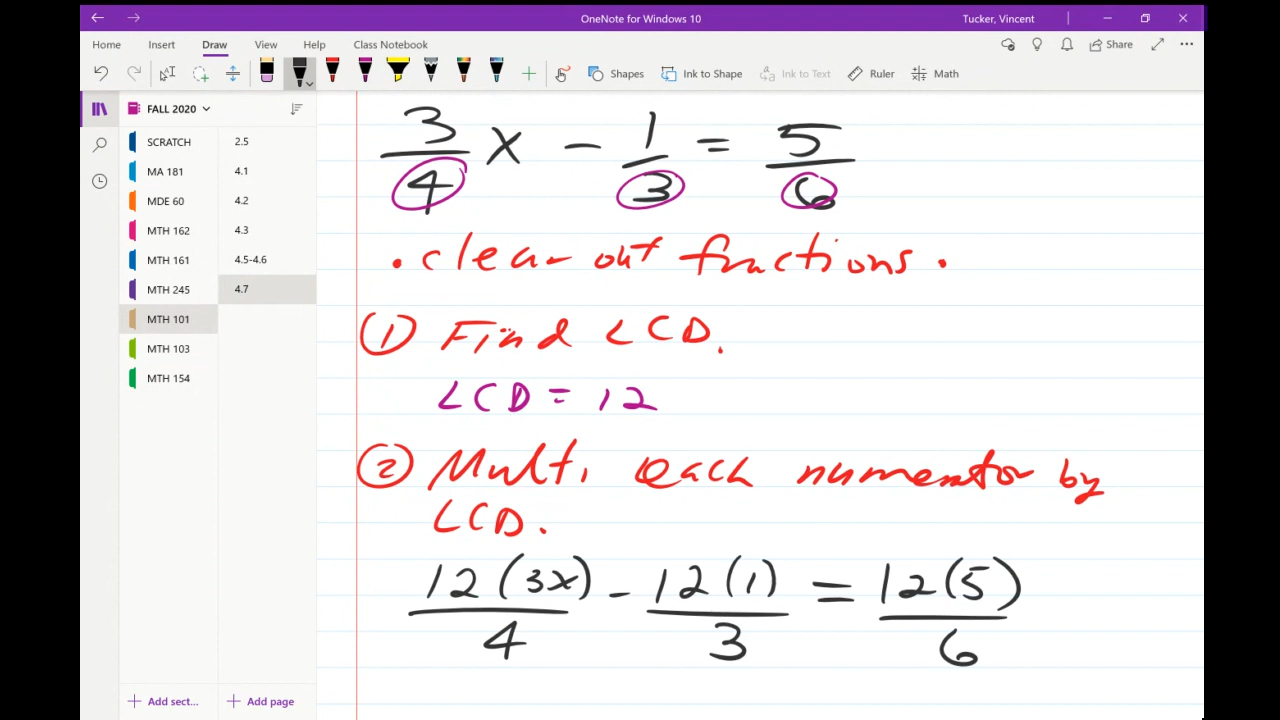 OneNote for Windows 10
Tucker, Vincent
Home Insert Draw View Help Class Notebook
Share
Shapes Ink to Shape Ink to Text Ruler Math
FALL 2020
SCRATCH
MA 181
MDE 60
MTH 162
MTH 161
MTH 245
MTH 101
MTH 103
MTH 154
Add sect...
2.5
4.1
4.2
4.3
4.5-4.6
4.7
Add page
3/4 x - 1/3 = 5/6
. clear out fractions.
① Find LCD.
LCD = 12
② Mult. each numerator by
LCD.
12(3x)/4 - 12(1)/3 = 12(5)/6